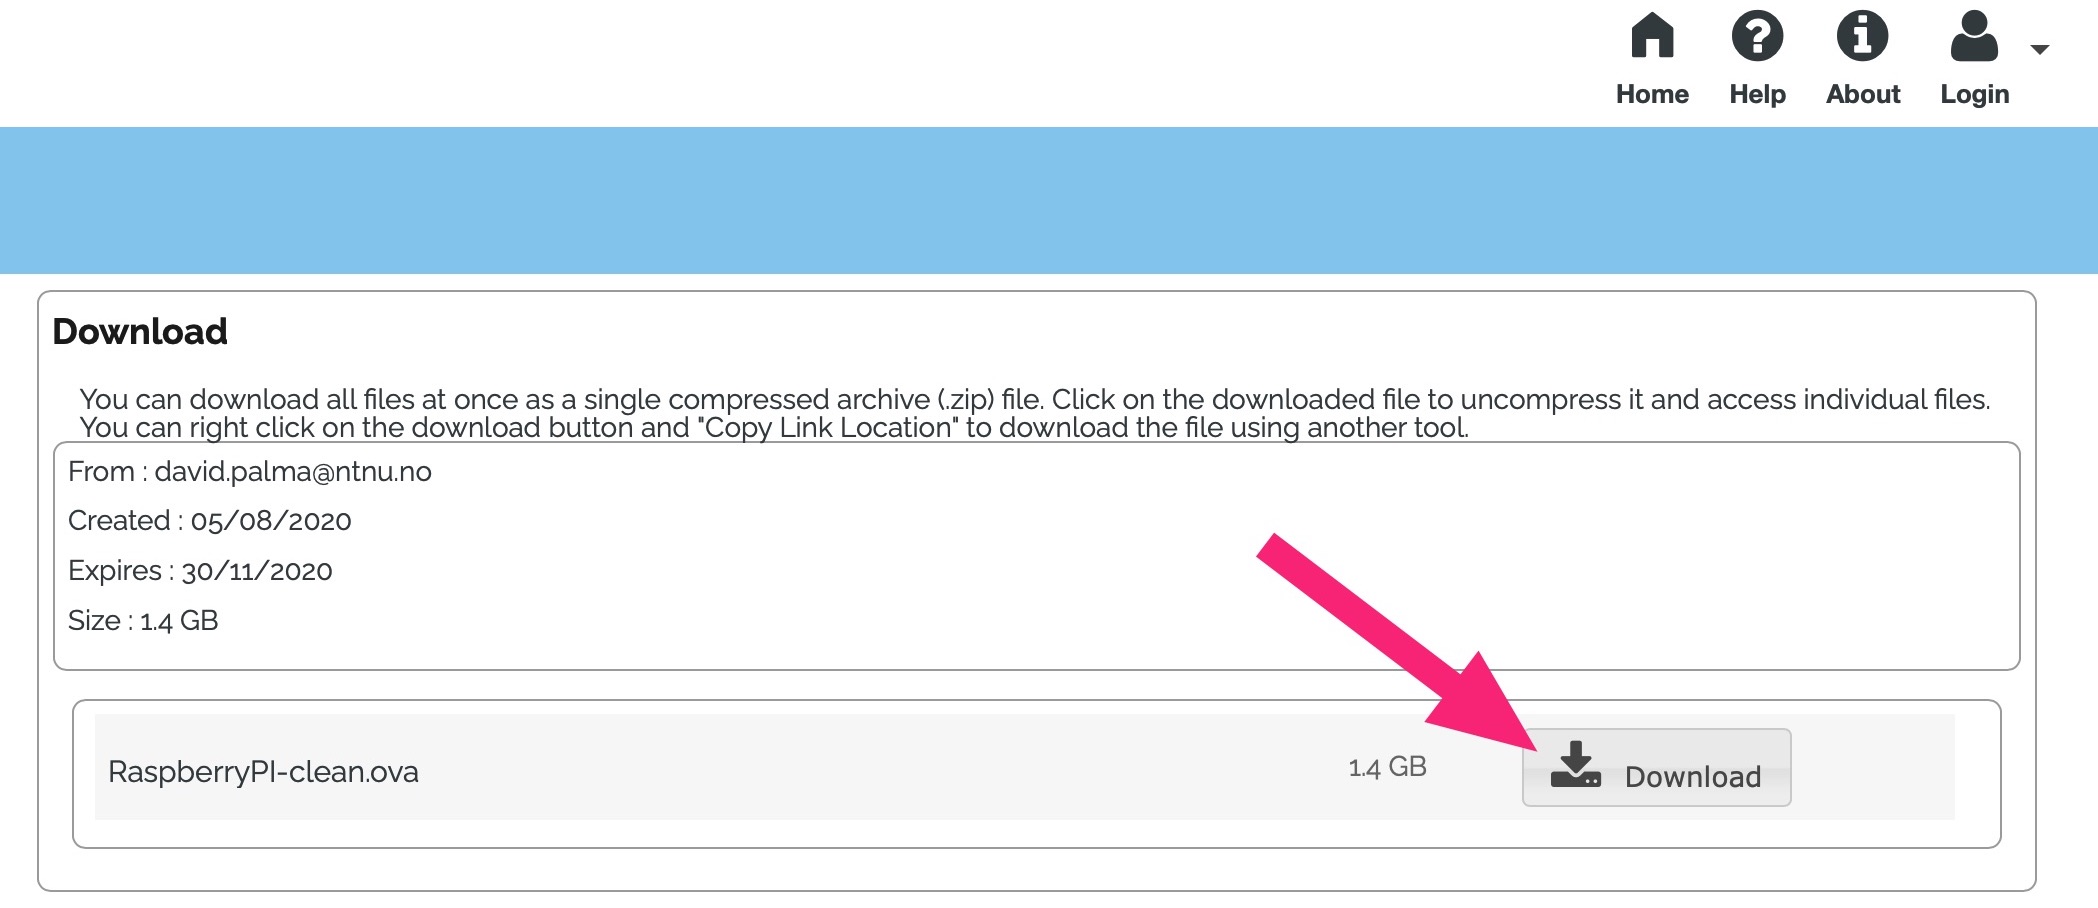 Home Help About Login
Download
You can download all files at once as a single compressed archive (.zip) file. Click on the downloaded file to uncompress it and access individual files.
You can right click on the download button and "Copy Link Location" to download the file using another tool.
From : david.palma@ntnu.no
Created : 05/08/2020
Expires : 30/11/2020
Size : 1.4 GB
RaspberryPI-clean.ova 1.4 GB Download